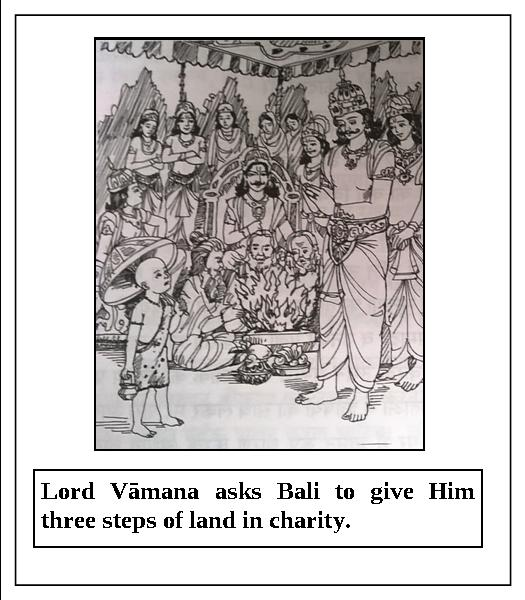 Lord Vāmana asks Bali to give Him
three steps of land in charity.